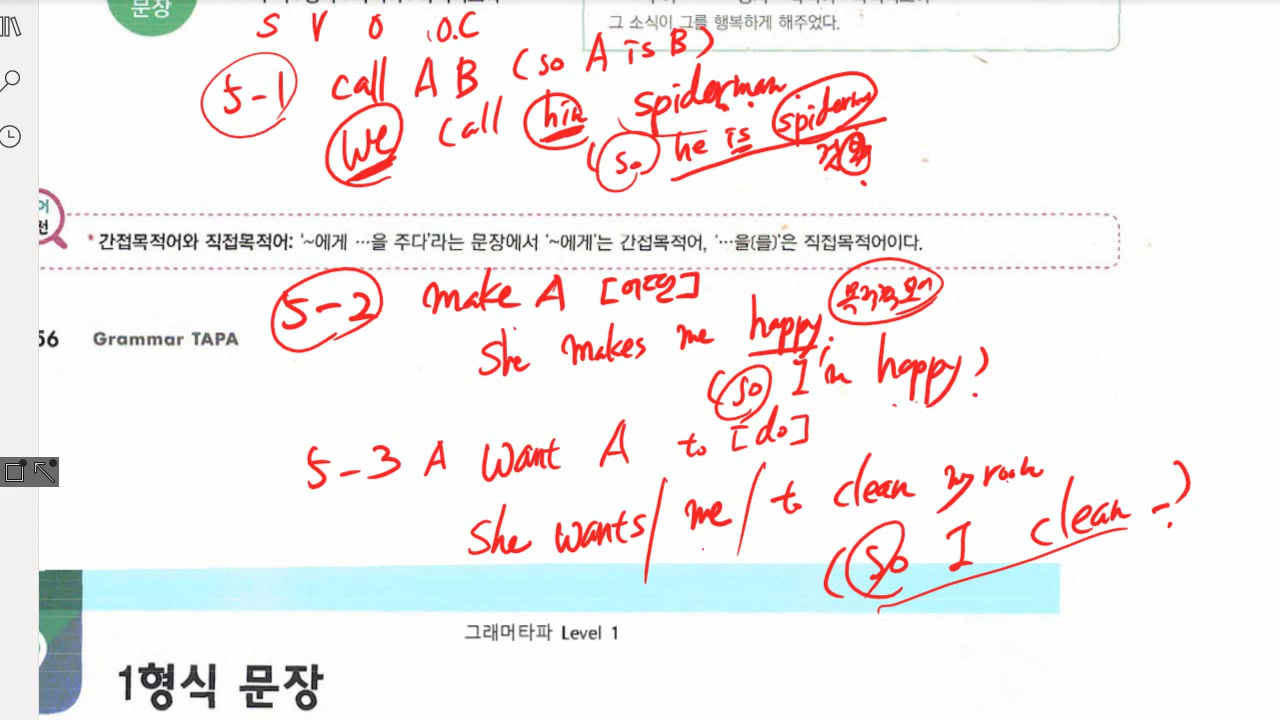 문장
그 소식이 그를 행복하게 해주었다.
S V O O.C
5-1 call A B (so A is B)
We call him spiderman
(so he is spiderman
* 간접목적어와 직접목적어: '~에게 …을 주다'라는 문장에서 '~에게'는 간접목적어, '…을(를)'은 직접목적어이다.
5-2 make A [어떤]
목적격보어
56 Grammar TAPA
She makes me happy.
(so I'm happy)
5-3 A want A to [do]
She wants / me / to clean my room
(so I clean -)
그래머타파 Level 1
1형식 문장